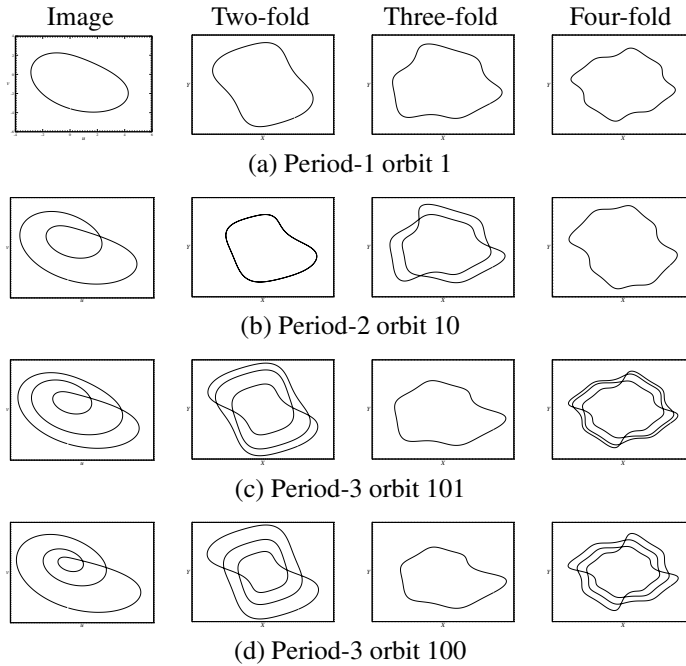 Image Two-fold Three-fold Four-fold
v Y Y Y
u X X X
(a) Period-1 orbit 1
v Y Y Y
u X X X
(b) Period-2 orbit 10
v Y Y Y
u X X X
(c) Period-3 orbit 101
v Y Y Y
u X X X
(d) Period-3 orbit 100